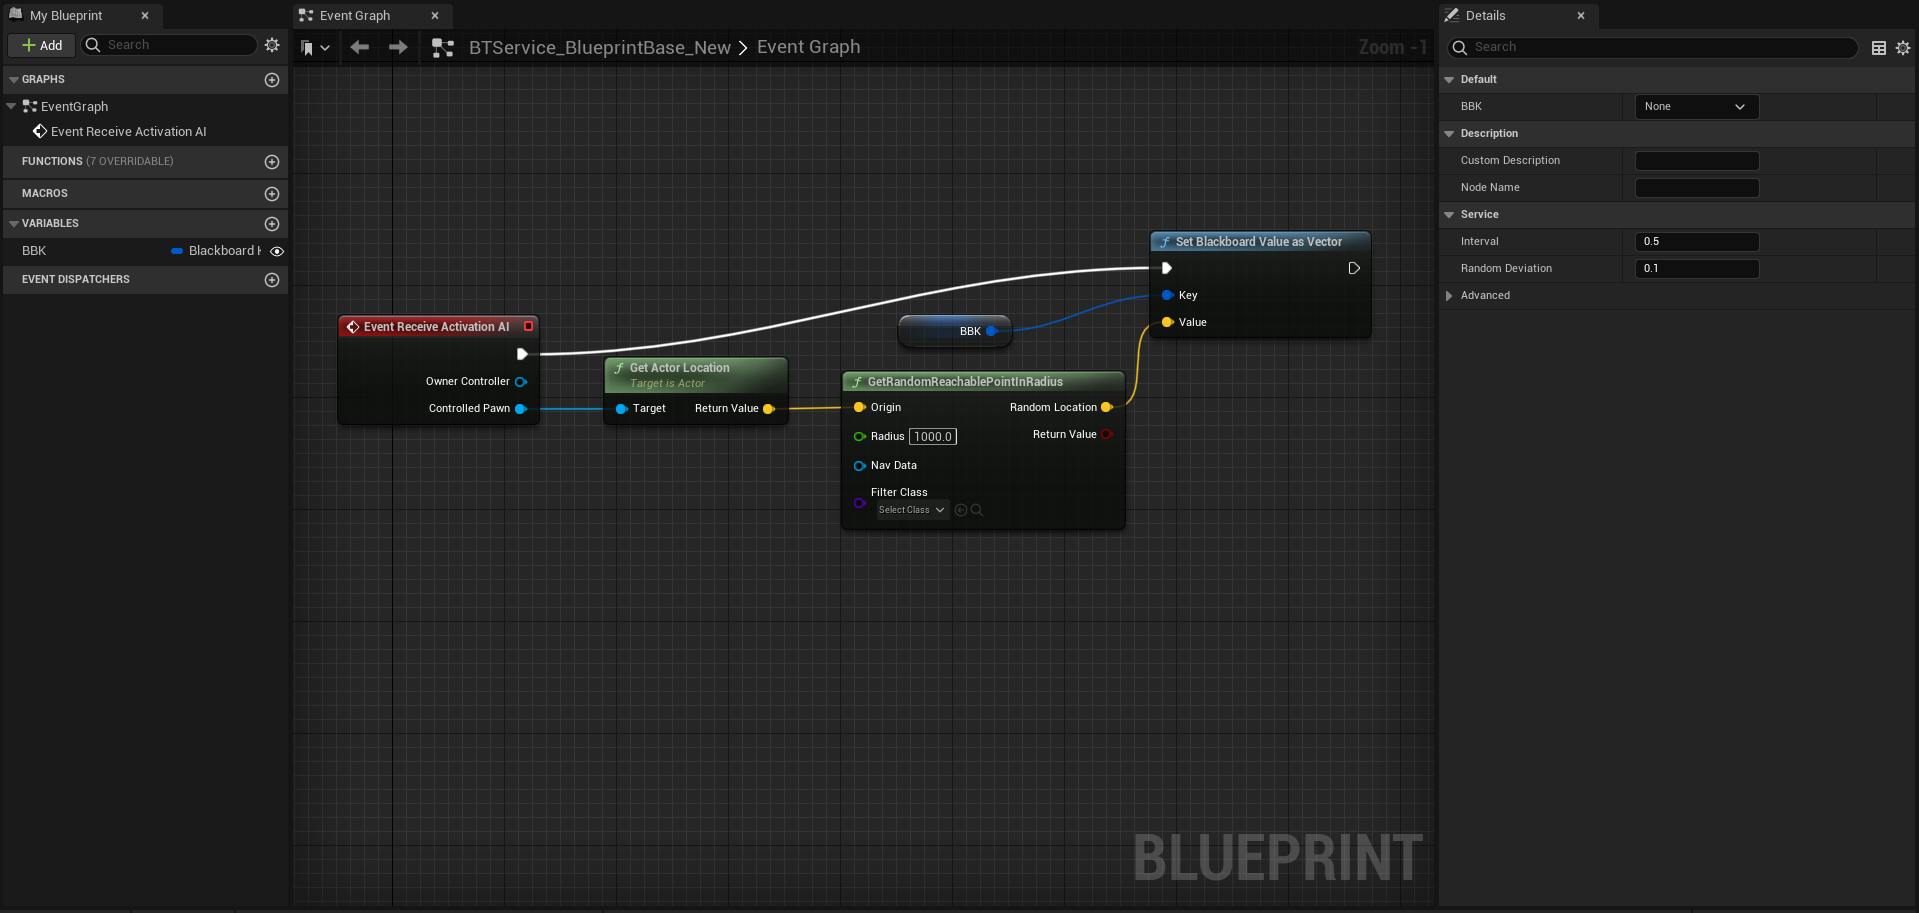 My Blueprint
Add
Search
GRAPHS
EventGraph
Event Receive Activation AI
FUNCTIONS (7 OVERRIDABLE)
MACROS
VARIABLES
BBK Blackboard K
EVENT DISPATCHERS
Event Graph
BTService_BlueprintBase_New > Event Graph
Zoom -1
Event Receive Activation AI
Owner Controller
Controlled Pawn
Get Actor Location
Target is Actor
Target Return Value
BBK
GetRandomReachablePointInRadius
Origin Random Location
Radius 1000.0 Return Value
Nav Data
Filter Class
Select Class
Set Blackboard Value as Vector
Key
Value
BLUEPRINT
Details
Search
Default
BBK None
Description
Custom Description
Node Name
Service
Interval 0.5
Random Deviation 0.1
Advanced